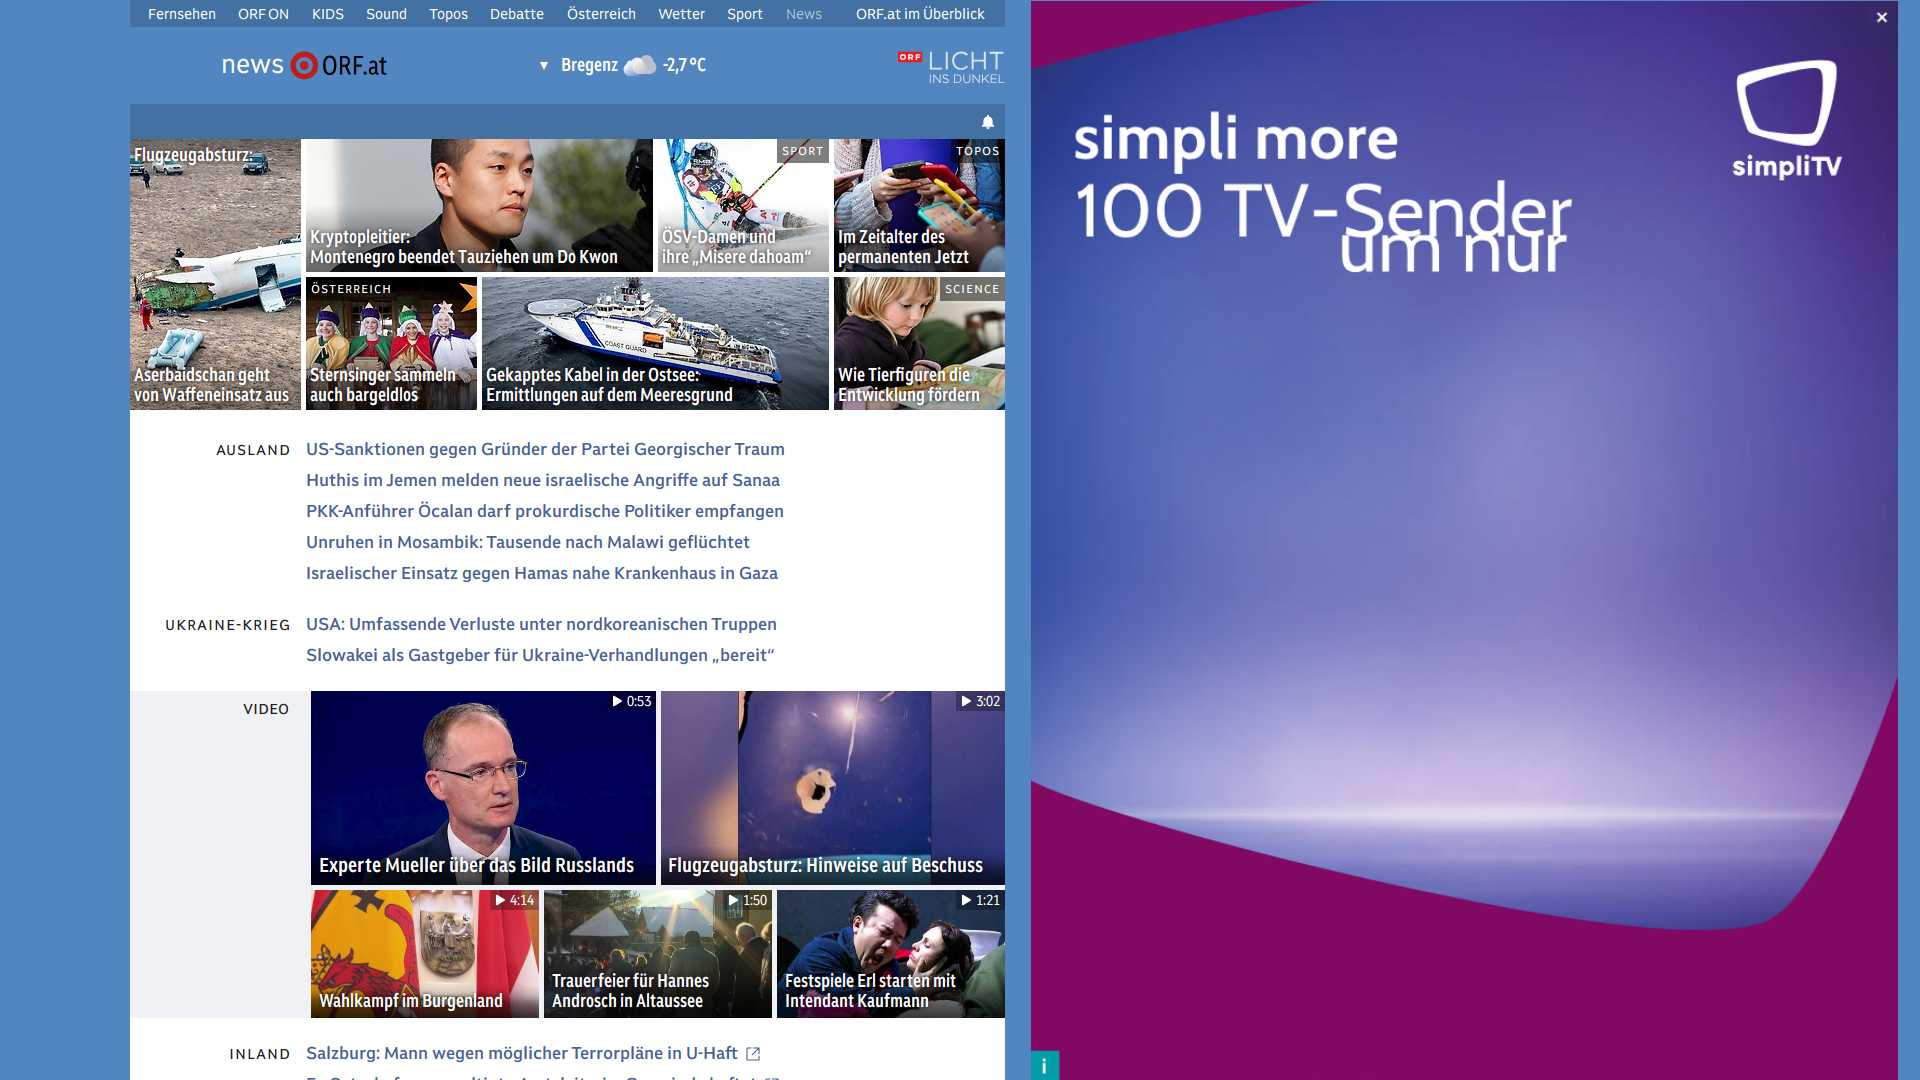 Fernsehen ORF ON KIDS Sound Topos Debatte Österreich Wetter Sport News ORF.at im Überblick
news ORF.at
Bregenz -2,7 °C
ORF LICHT
INS DUNKEL
Flugzeugabsturz:
Aserbaidschan geht
von Waffeneinsatz aus
Kryptopleitier:
Montenegro beendet Tauziehen um Do Kwon
SPORT
ÖSV-Damen und
ihre „Misere dahoam“
TOPOS
Im Zeitalter des
permanenten Jetzt
ÖSTERREICH
Sternsinger sammeln
auch bargeldlos
COAST GUARD
Gekapptes Kabel in der Ostsee:
Ermittlungen auf dem Meeresgrund
SCIENCE
Wie Tierfiguren die
Entwicklung fördern
AUSLAND
US-Sanktionen gegen Gründer der Partei Georgischer Traum
Huthis im Jemen melden neue israelische Angriffe auf Sanaa
PKK-Anführer Öcalan darf prokurdische Politiker empfangen
Unruhen in Mosambik: Tausende nach Malawi geflüchtet
Israelischer Einsatz gegen Hamas nahe Krankenhaus in Gaza
UKRAINE-KRIEG
USA: Umfassende Verluste unter nordkoreanischen Truppen
Slowakei als Gastgeber für Ukraine-Verhandlungen „bereit“
VIDEO
0:53
Experte Mueller über das Bild Russlands
3:02
Flugzeugabsturz: Hinweise auf Beschuss
4:14
Wahlkampf im Burgenland
1:50
Trauerfeier für Hannes
Androsch in Altaussee
1:21
Festspiele Erl starten mit
Intendant Kaufmann
INLAND
Salzburg: Mann wegen möglicher Terrorpläne in U-Haft
simpli more
100 TV-Sender
um nur
simpliTV
i